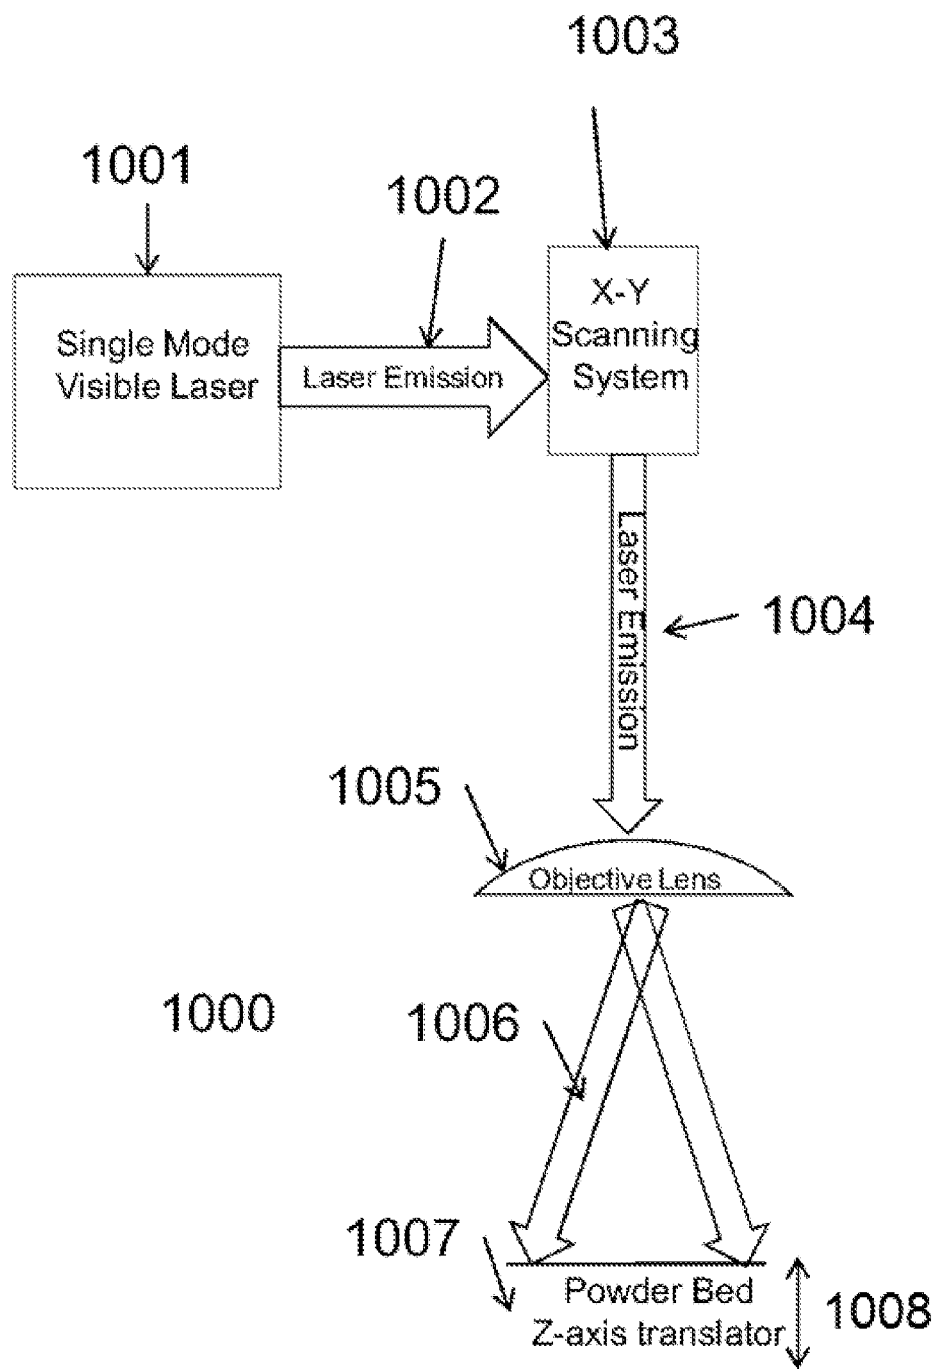 1003
1001
1002
Single Mode
Visible Laser
Laser Emission
X-Y
Scanning
System
Laser Emission
1004
1005
Objective Lens
1000
1006
1007
Powder Bed
Z-axis translator
1008